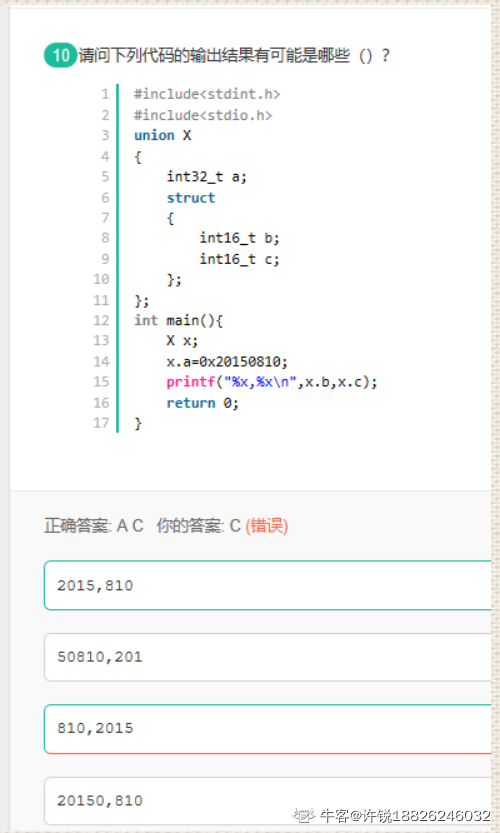 10 请问下列代码的输出结果有可能是哪些（）？
1 #include<stdint.h>
2 #include<stdio.h>
3 union X
4 {
5     int32_t a;
6     struct
7     {
8         int16_t b;
9         int16_t c;
10     };
11 };
12 int main(){
13     X x;
14     x.a=0x20150810;
15     printf("%x,%x\n",x.b,x.c);
16     return 0;
17 }
正确答案: A C 你的答案: C (错误)
2015,810
50810,201
810,2015
20150,810
牛客@许锐18826246032